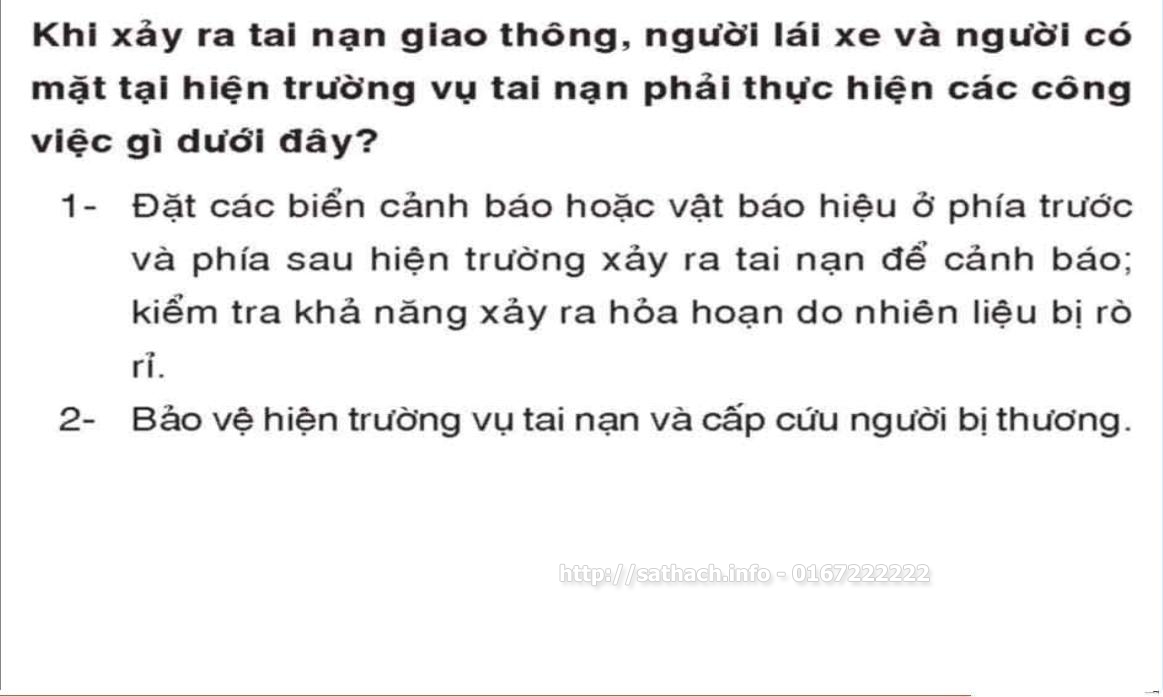 Khi xảy ra tai nạn giao thông, người lái xe và người có
mặt tại hiện trường vụ tai nạn phải thực hiện các công
việc gì dưới đây?
1- Đặt các biển cảnh báo hoặc vật báo hiệu ở phía trước
và phía sau hiện trường xảy ra tai nạn để cảnh báo;
kiểm tra khả năng xảy ra hỏa hoạn do nhiên liệu bị rò
rỉ.
2- Bảo vệ hiện trường vụ tai nạn và cấp cứu người bị thương.
http://sathach.info - 0167222222